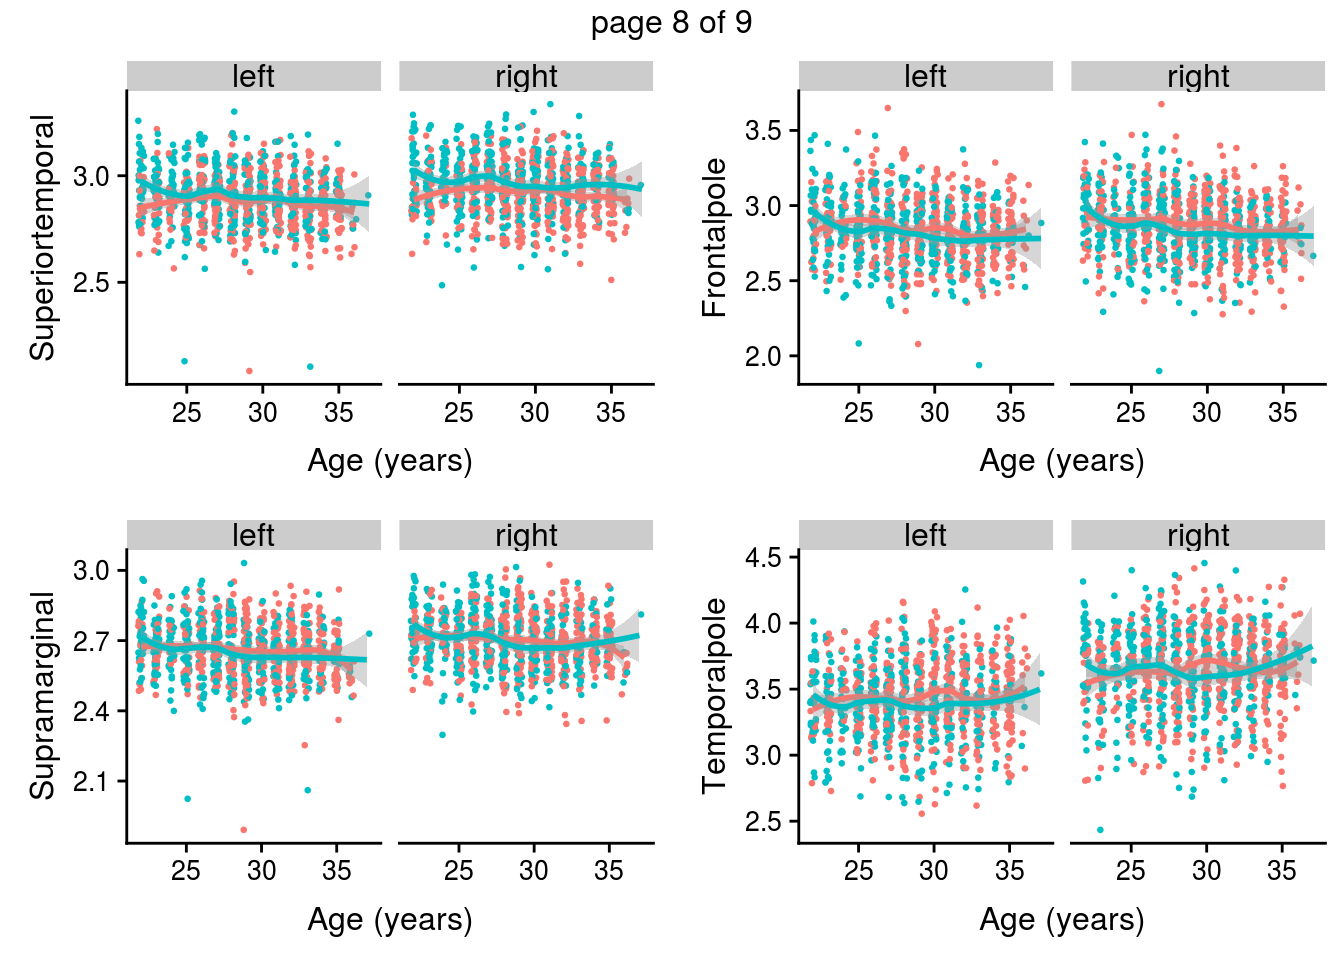 page 8 of 9
left right
Superiortemporal
3.0
2.5
25 30 35 25 30 35
Age (years)
left right
Frontalpole
3.5
3.0
2.5
2.0
25 30 35 25 30 35
Age (years)
left right
Supramarginal
3.0
2.7
2.4
2.1
25 30 35 25 30 35
Age (years)
left right
Temporalpole
4.5
4.0
3.5
3.0
2.5
25 30 35 25 30 35
Age (years)